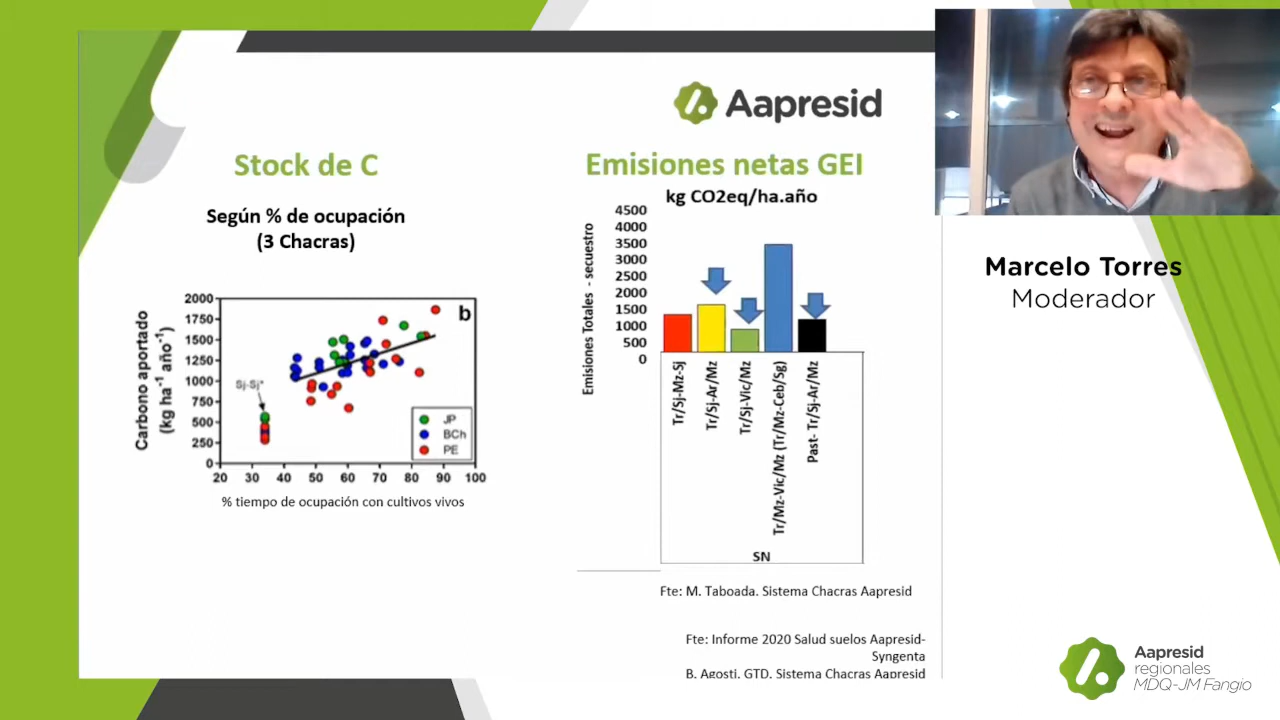 Aapresid
Stock de C
Según % de ocupación
(3 Chacras)
Carbono aportado
(kg ha-1 año-1)
2000
1750
1500
1250
1000
750
500
250
0
b
Sj-Sj*
JP
BCh
PE
20 30 40 50 60 70 80 90 100
% tiempo de ocupación con cultivos vivos
Emisiones netas GEI
kg CO2eq/ha.año
Emisiones Totales - secuestro
4500
4000
3500
3000
2500
2000
1500
1000
500
0
Tr/Sj-Mz-Sj
Tr/Sj-Ar/Mz
Tr/Sj-Vic/Mz
Tr/Mz-Vic/Mz (Tr/Mz-Ceb/Sg)
Past- Tr/Sj-Ar/Mz
SN
Fte: M. Taboada. Sistema Chacras Aapresid
Fte: Informe 2020 Salud suelos Aapresid-
Syngenta
B. Agosti. GTD. Sistema Chacras Aapresid
Marcelo Torres
Moderador
Aapresid
regionales
MDQ-JM Fangio